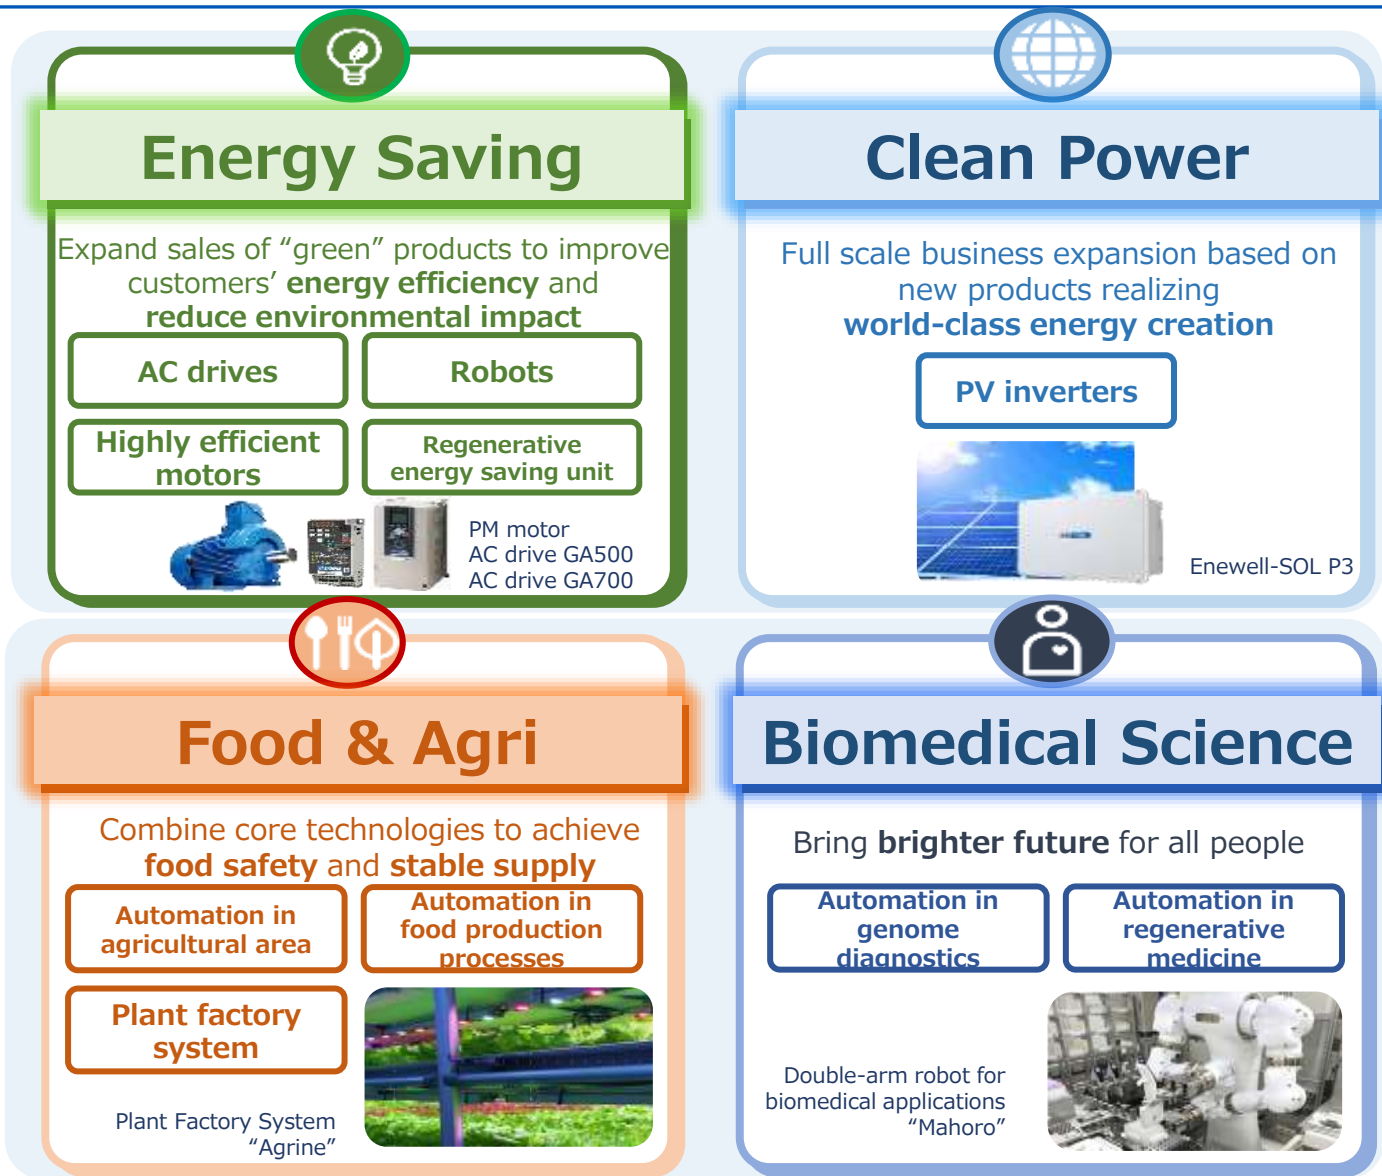 Energy Saving
Expand sales of “green” products to improve
customers’ energy efficiency and
reduce environmental impact
AC drives
Robots
Highly efficient
motors
Regenerative
energy saving unit
PM motor
AC drive GA500
AC drive GA700
Clean Power
Full scale business expansion based on
new products realizing
world-class energy creation
PV inverters
Enewell-SOL P3
Food & Agri
Combine core technologies to achieve
food safety and stable supply
Automation in
agricultural area
Automation in
food production
processes
Plant factory
system
Plant Factory System
“Agrine”
Biomedical Science
Bring brighter future for all people
Automation in
genome
diagnostics
Automation in
regenerative
medicine
Double-arm robot for
biomedical applications
“Mahoro”